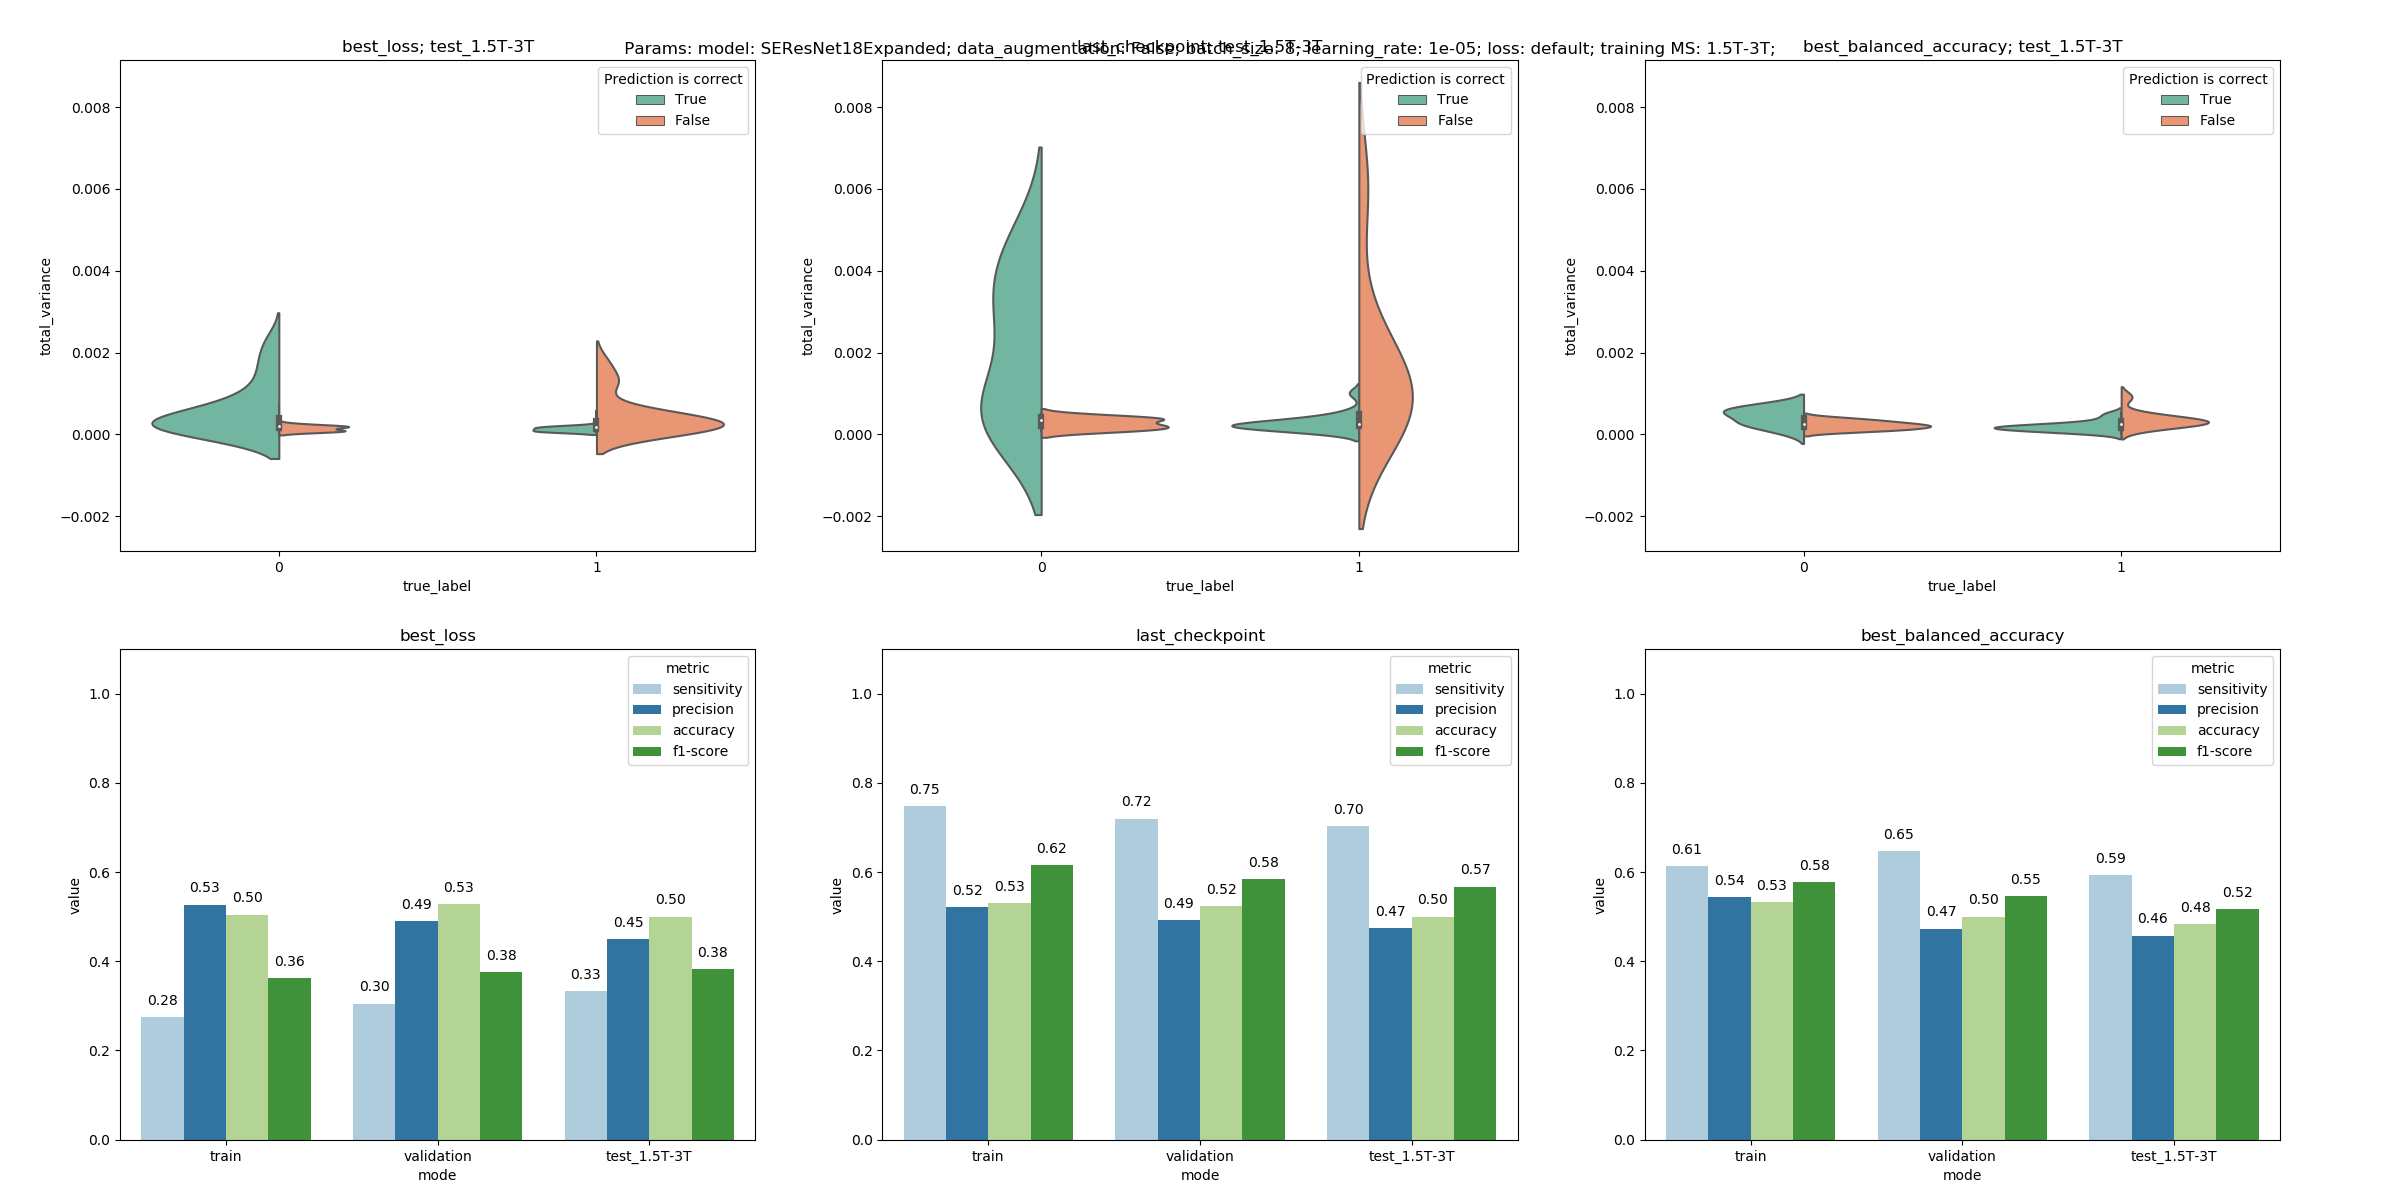 best_loss; test_1.5T-3T
Params: model: SEResNet18Expanded; data_augmentation: False; batch_size: 8; learning_rate: 1e-05; loss: default; training MS: 1.5T-3T;
last_checkpoint; test_1.5T-3T
best_balanced_accuracy; test_1.5T-3T
total_variance
0.008
0.006
0.004
0.002
0.000
−0.002
Prediction is correct
True
False
0
1
true_label
total_variance
0.008
0.006
0.004
0.002
0.000
−0.002
Prediction is correct
True
False
0
1
true_label
total_variance
0.008
0.006
0.004
0.002
0.000
−0.002
Prediction is correct
True
False
0
1
true_label
best_loss
value
1.0
0.8
0.6
0.4
0.2
0.0
metric
sensitivity
precision
accuracy
f1-score
0.28
0.53
0.50
0.36
0.30
0.49
0.53
0.38
0.33
0.45
0.50
0.38
train
validation
test_1.5T-3T
mode
last_checkpoint
value
1.0
0.8
0.6
0.4
0.2
0.0
metric
sensitivity
precision
accuracy
f1-score
0.75
0.52
0.53
0.62
0.72
0.49
0.52
0.58
0.70
0.47
0.50
0.57
train
validation
test_1.5T-3T
mode
best_balanced_accuracy
value
1.0
0.8
0.6
0.4
0.2
0.0
metric
sensitivity
precision
accuracy
f1-score
0.61
0.54
0.53
0.58
0.65
0.47
0.50
0.55
0.59
0.46
0.48
0.52
train
validation
test_1.5T-3T
mode